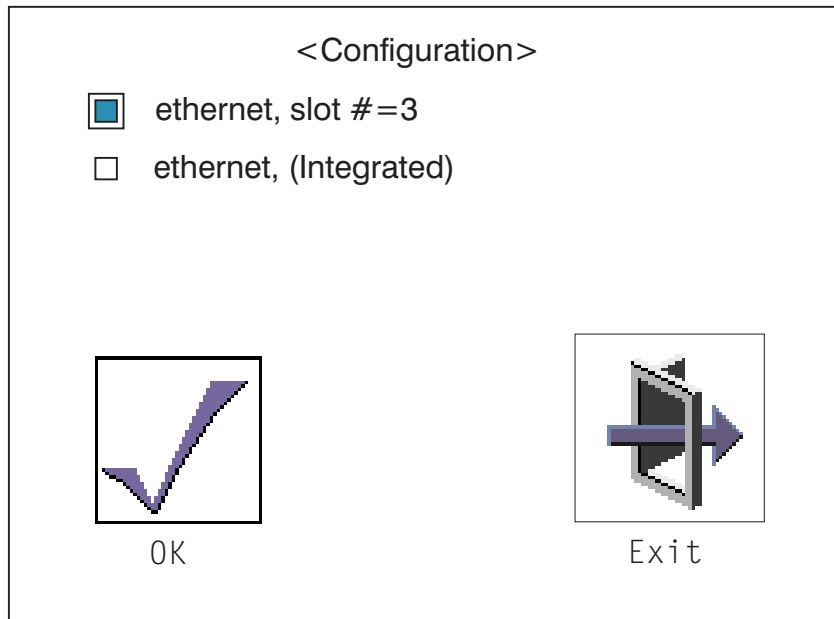 <Configuration>
ethernet, slot #=3
ethernet, (Integrated)
OK
Exit